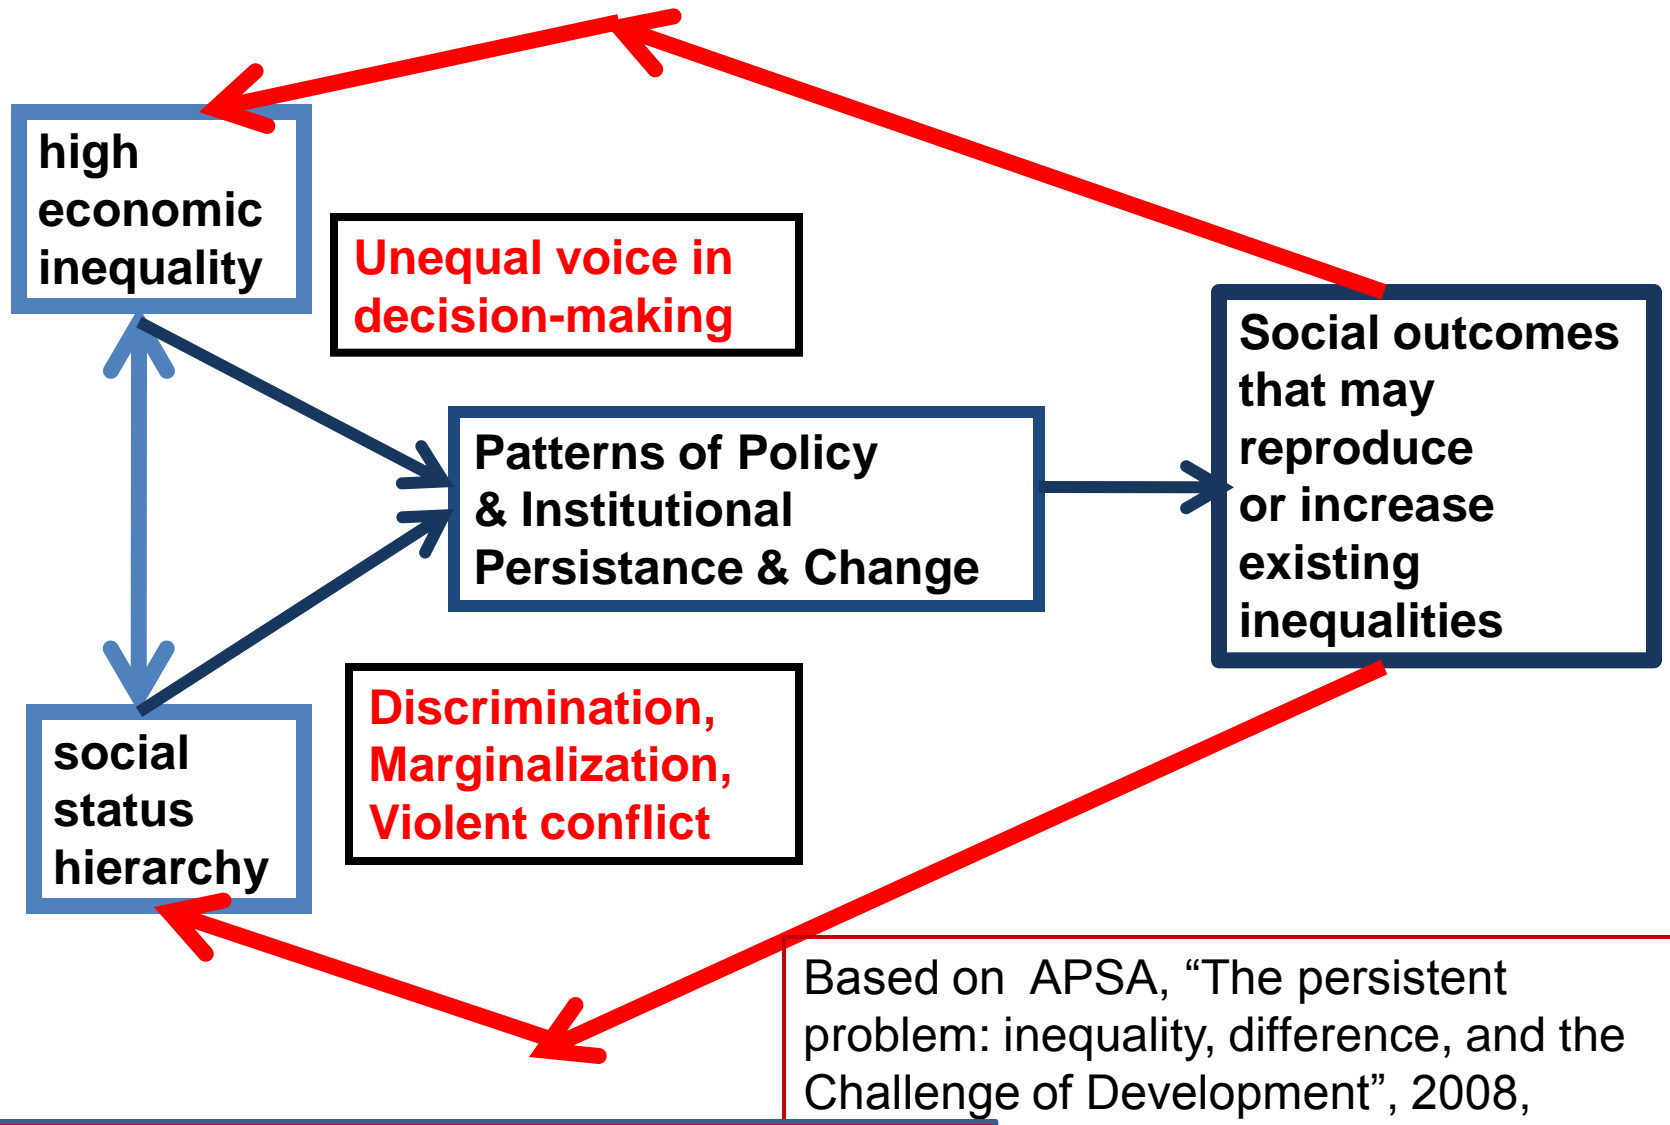 high
economic
inequality
Unequal voice in
decision-making
Social outcomes
that may
reproduce
or increase
existing
inequalities
Patterns of Policy
& Institutional
Persistance & Change
Discrimination,
Marginalization,
Violent conflict
social
status
hierarchy
Based on  APSA, “The persistent
problem: inequality, difference, and the
Challenge of Development”, 2008,